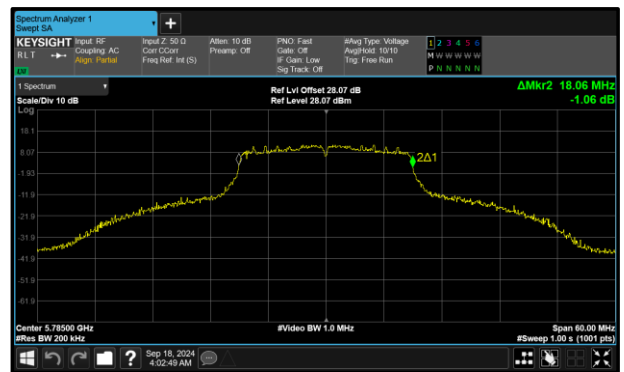 Spectrum Analyzer 1
Swept SA
+
KEYSIGHT
RLT
Input: RF
Coupling: AC
Align: Partial
Input Z: 50 Ω
Corr CCorr
Freq Ref: Int (S)
Atten: 10 dB
Preamp: Off
PNO: Fast
Gate: Off
IF Gain: Low
Sig Track: Off
#Avg Type: Voltage
Avg|Hold: 10/10
Trig: Free Run
1 2 3 4 5 6
M W W W W W
P N N N N N
1 Spectrum
Scale/Div 10 dB
Log
Ref Lvl Offset 28.07 dB
Ref Level 28.07 dBm
ΔMkr2 18.06 MHz
-1.06 dB
18.1
8.07
-1.93
-11.9
-21.9
-31.9
-41.9
-51.9
-61.9
2Δ1
Center 5.78500 GHz
#Res BW 200 kHz
#Video BW 1.0 MHz
Span 60.00 MHz
#Sweep 1.00 s (1001 pts)
?
Sep 18, 2024
4:02:49 AM